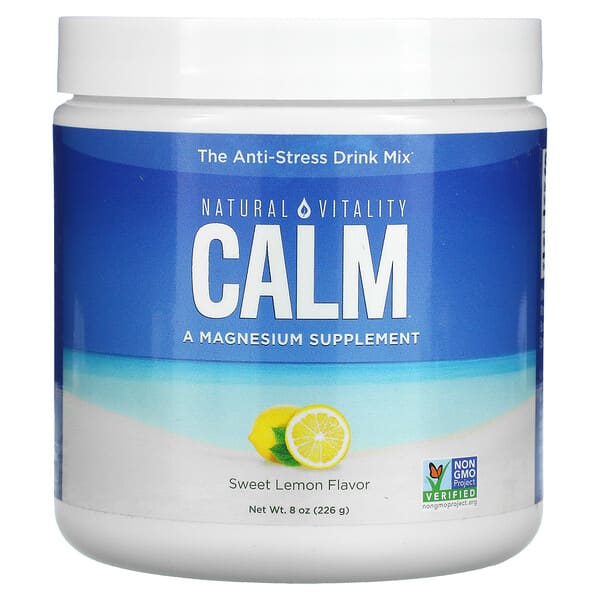 The Anti-Stress Drink Mix
NATURAL VITALITY
CALM
A MAGNESIUM SUPPLEMENT
Sweet Lemon Flavor
Net Wt. 8 oz (226 g)
NON
GMO
Project
VERIFIED
nongmoproject.org